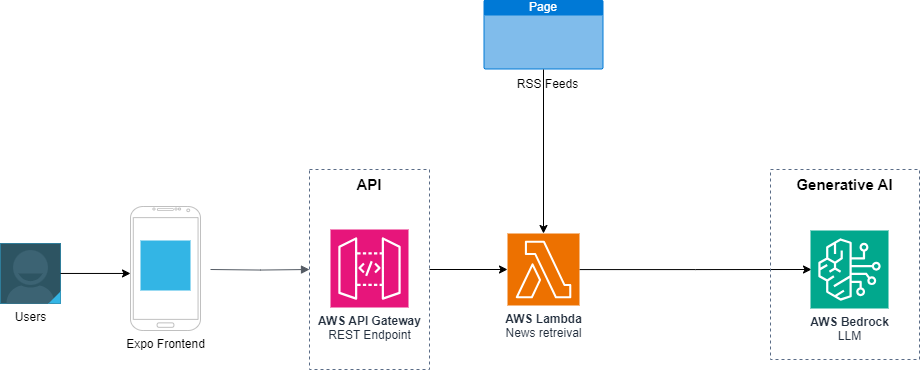 Page
RSS Feeds
API
Generative AI
Users
Expo Frontend
AWS API Gateway
REST Endpoint
AWS Lambda
News retreival
AWS Bedrock
LLM